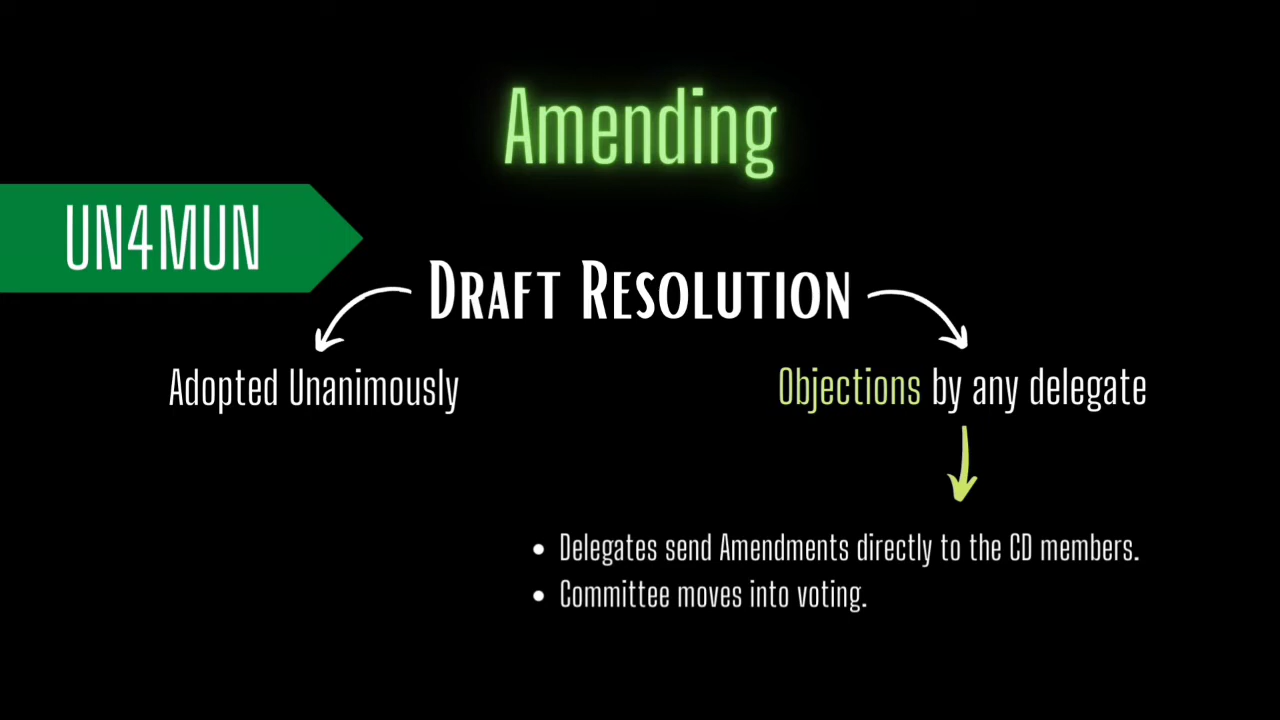 Amending
UN4MUN
Draft Resolution
Adopted Unanimously
Objections by any delegate
• Delegates send Amendments directly to the CD members.
• Committee moves into voting.